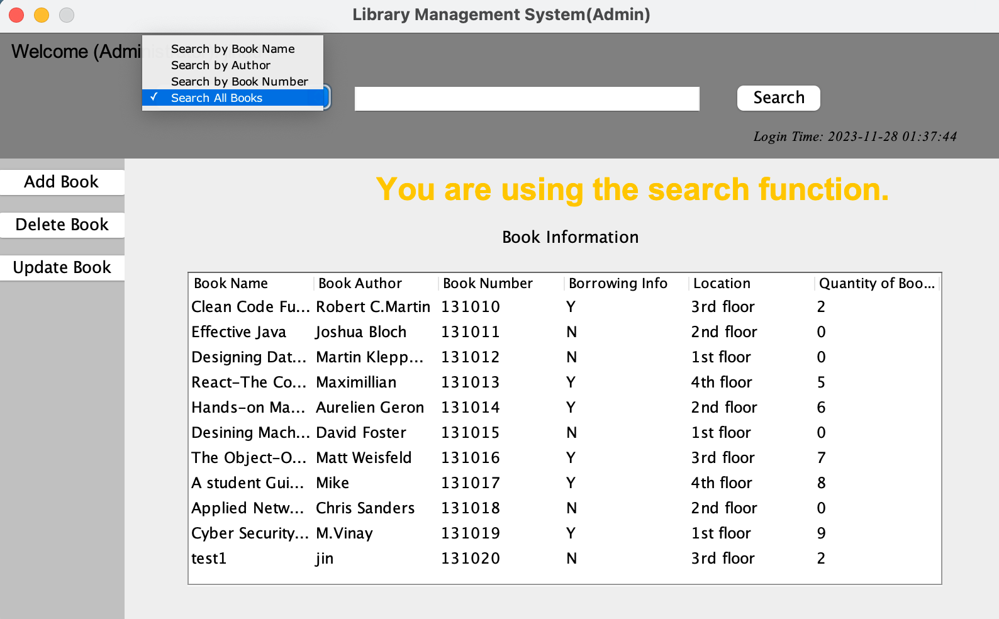 Library Management System(Admin)
Welcome (Admi
Search by Book Name
Search by Author
Search by Book Number
✓ Search All Books
Search
Login Time: 2023-11-28 01:37:44
Add Book
Delete Book
Update Book
You are using the search function.
Book Information
Book Name Book Author Book Number Borrowing Info Location Quantity of Boo...
Clean Code Fu... Robert C.Martin 131010 Y 3rd floor 2
Effective Java Joshua Bloch 131011 N 2nd floor 0
Designing Dat... Martin Klepp... 131012 N 1st floor 0
React-The Co... Maximillian 131013 Y 4th floor 5
Hands-on Ma... Aurelien Geron 131014 Y 2nd floor 6
Desining Mach... David Foster 131015 N 1st floor 0
The Object-O... Matt Weisfeld 131016 Y 3rd floor 7
A student Gui... Mike 131017 Y 4th floor 8
Applied Netw... Chris Sanders 131018 N 2nd floor 0
Cyber Security... M.Vinay 131019 Y 1st floor 9
test1 jin 131020 N 3rd floor 2